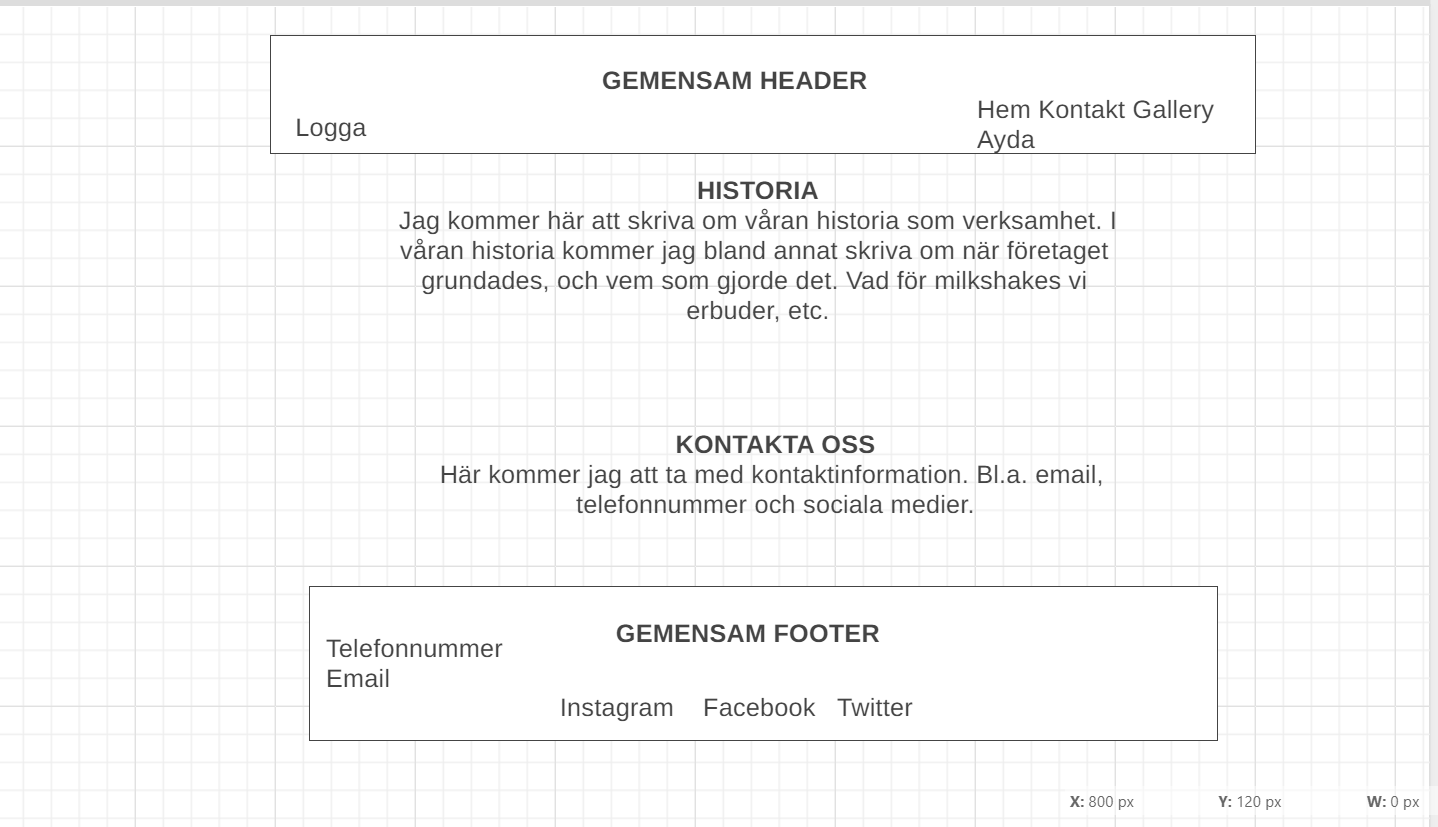 GEMENSAM HEADER
Logga
Hem Kontakt Gallery
Ayda
HISTORIA
Jag kommer här att skriva om våran historia som verksamhet. I
våran historia kommer jag bland annat skriva om när företaget
grundades, och vem som gjorde det. Vad för milkshakes vi
erbuder, etc.
KONTAKTA OSS
Här kommer jag att ta med kontaktinformation. Bl.a. email,
telefonnummer och sociala medier.
GEMENSAM FOOTER
Telefonnummer
Email
Instagram Facebook Twitter
X: 800 px Y: 120 px W: 0 px